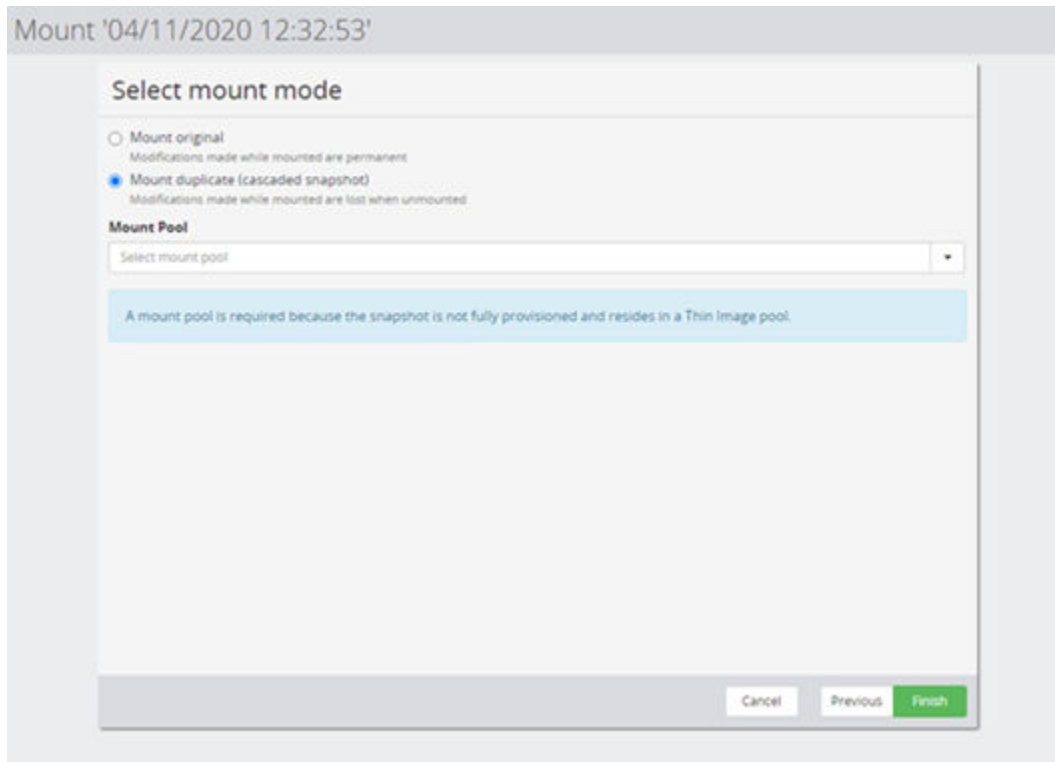 Mount '04/11/2020 12:32:53'
Select mount mode
Mount original
Modifications made while mounted are permanent
Mount duplicate (cascaded snapshot)
Modifications made while mounted are lost when unmounted
Mount Pool
Select mount pool
A mount pool is required because the snapshot is not fully provisioned and resides in a Thin Image pool.
Cancel Previous Finish